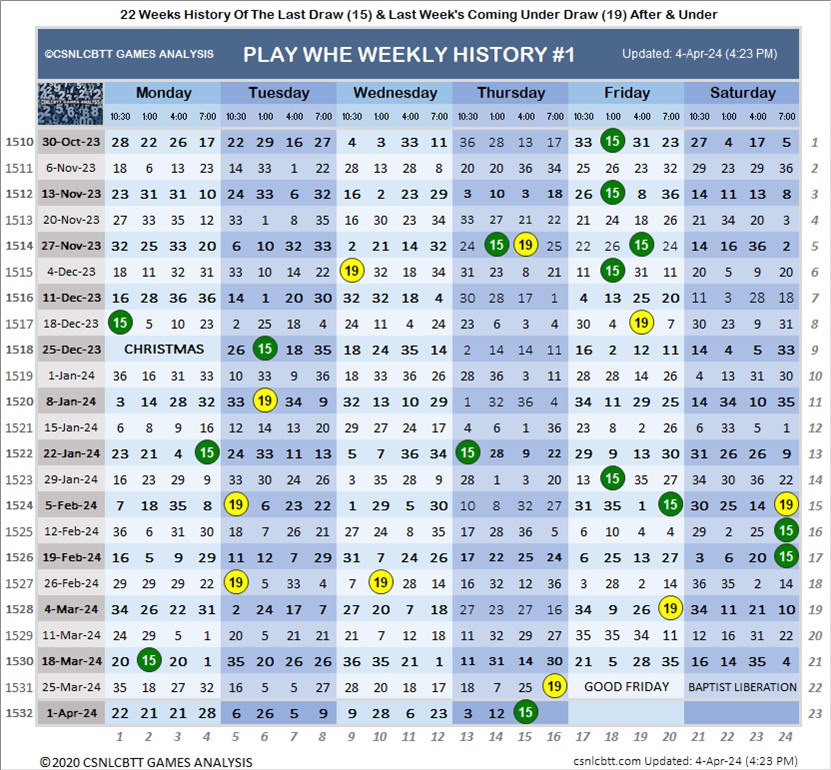 22 Weeks History Of The Last Draw (15) & Last Week's Coming Under Draw (19) After & Under
©CSNLCBTT GAMES ANALYSIS PLAY WHE WEEKLY HISTORY #1 Updated: 4-Apr-24 (4:23 PM)
Monday Tuesday Wednesday Thursday Friday Saturday
10:30 1:00 4:00 7:00 10:30 1:00 4:00 7:00 10:30 1:00 4:00 7:00 10:30 1:00 4:00 7:00 10:30 1:00 4:00 7:00 10:30 1:00 4:00 7:00
1510 30-Oct-23 28 22 26 17 22 29 16 27 4 3 33 11 36 28 13 17 33 15 31 23 27 4 17 5 1
1511 6-Nov-23 18 6 13 23 14 33 1 22 28 13 28 8 20 20 36 34 25 26 23 32 29 23 29 36 2
1512 13-Nov-23 23 31 31 10 24 33 6 32 16 2 23 29 3 10 3 18 26 15 8 36 14 11 13 8 3
1513 20-Nov-23 27 33 35 12 33 1 8 35 16 30 23 34 33 27 21 22 21 24 18 26 21 34 20 3 4
1514 27-Nov-23 32 25 33 20 6 10 32 33 2 21 14 32 24 15 19 25 22 26 15 24 14 16 36 2 5
1515 4-Dec-23 18 11 32 31 33 10 14 22 19 32 18 34 31 23 8 21 11 15 31 11 20 5 9 20 6
1516 11-Dec-23 16 28 36 36 14 1 20 30 32 32 18 4 30 28 17 1 4 13 25 20 11 3 28 18 7
1517 18-Dec-23 15 5 10 23 2 25 18 4 24 11 4 24 23 6 3 4 30 4 19 7 30 23 9 31 8
1518 25-Dec-23 CHRISTMAS 26 15 18 35 18 24 35 14 2 14 14 11 16 2 12 11 14 4 5 33 9
1519 1-Jan-24 36 16 31 33 10 33 9 36 18 33 36 26 28 36 3 11 28 28 14 26 4 13 31 30 10
1520 8-Jan-24 3 14 28 32 33 19 34 9 32 13 10 29 1 32 36 4 34 11 29 25 14 34 10 35 11
1521 15-Jan-24 6 8 9 16 12 14 13 20 29 27 24 17 4 6 1 36 23 8 2 26 6 33 5 1 12
1522 22-Jan-24 23 21 4 15 24 33 11 13 5 7 36 34 15 28 9 22 29 9 13 30 31 26 26 9 13
1523 29-Jan-24 16 23 29 9 33 30 24 26 9 35 28 9 28 1 3 20 13 15 35 27 34 30 36 22 14
1524 5-Feb-24 7 18 35 8 19 6 23 22 1 29 5 30 10 8 32 27 31 35 1 15 30 25 14 19 15
1525 12-Feb-24 36 6 31 30 18 7 26 21 27 24 8 35 17 28 36 5 6 10 4 4 29 2 25 15 16
1526 19-Feb-24 16 5 9 29 11 12 7 29 31 7 24 26 17 22 25 24 6 25 13 27 3 6 20 15 17
1527 26-Feb-24 29 29 29 22 19 5 33 4 7 19 28 14 16 32 12 36 3 28 2 14 36 35 2 14 18
1528 4-Mar-24 34 26 22 31 2 24 17 7 27 20 7 18 27 23 27 16 34 9 26 19 34 11 21 10 19
1529 11-Mar-24 24 29 5 1 20 5 21 21 21 7 12 18 11 32 29 27 35 35 34 11 12 16 31 22 20
1530 18-Mar-24 20 15 20 1 35 20 26 26 36 35 21 1 11 31 14 30 21 5 28 35 16 14 35 4 21
1531 25-Mar-24 35 18 27 32 16 5 5 27 28 20 18 17 18 7 25 19 GOOD FRIDAY BAPTIST LIBERATION 22
1532 1-Apr-24 22 21 21 28 6 26 5 9 9 28 6 23 3 12 15 23
1 2 3 4 5 6 7 8 9 10 11 12 13 14 15 16 17 18 19 20 21 22 23 24
©2020 CSNLCBTT GAMES ANALYSIS csnlcbtt.com Updated: 4-Apr-24 (4:23 PM)